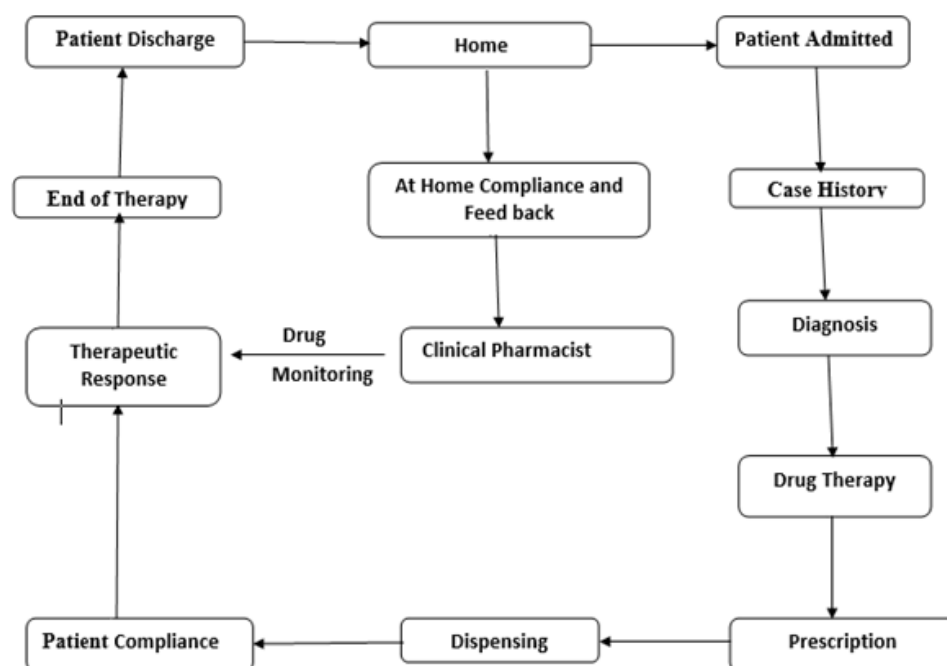 Patient Discharge
Home
Patient Admitted
End of Therapy
At Home Compliance and
Feed back
Case History
Therapeutic
Response
Drug
Monitoring
Clinical Pharmacist
Diagnosis
Drug Therapy
Patient Compliance
Dispensing
Prescription